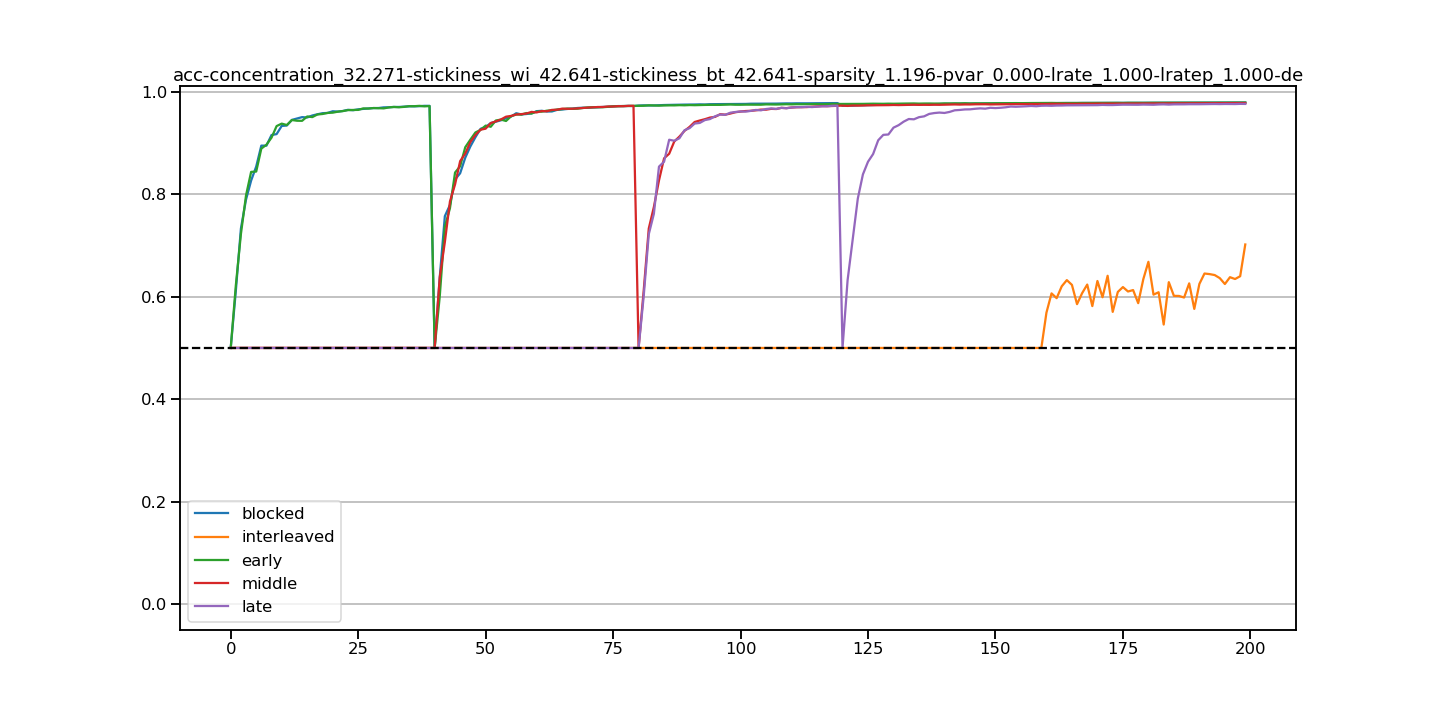 acc-concentration_32.271-stickiness_wi_42.641-stickiness_bt_42.641-sparsity_1.196-pvar_0.000-lrate_1.000-lratep_1.000-de
1.0
0.8
0.6
0.4
0.2
0.0
blocked
interleaved
early
middle
late
0 25 50 75 100 125 150 175 200